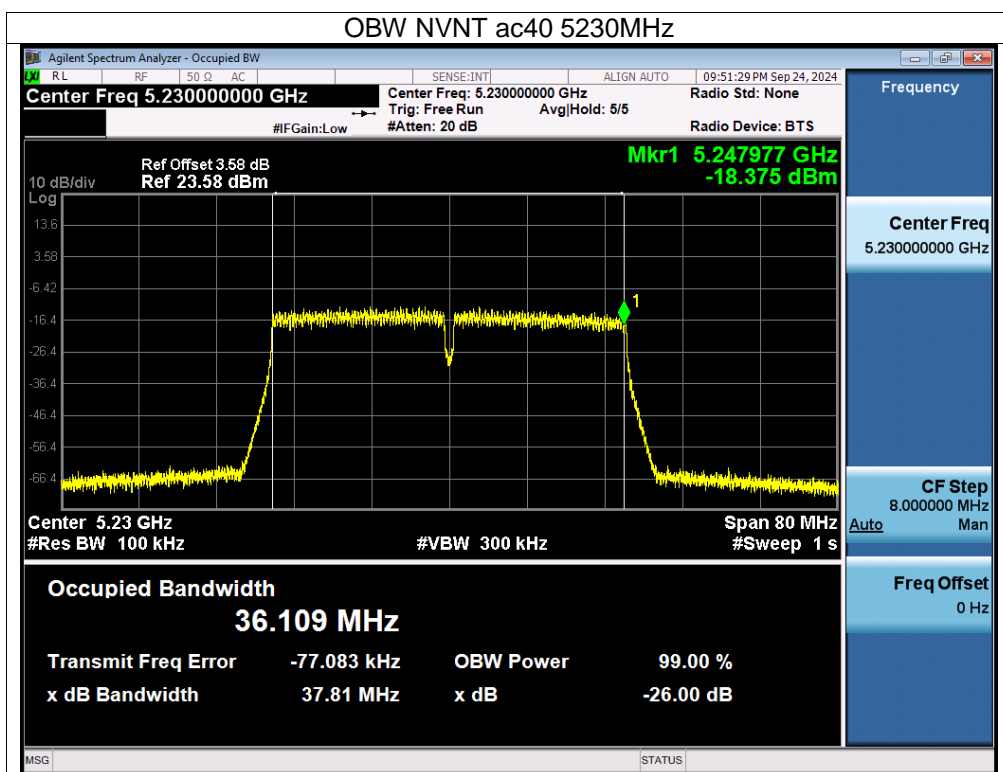 OBW NVNT ac40 5230MHz
Agilent Spectrum Analyzer - Occupied BW
LXI RL RF 50 Ω AC SENSE:INT ALIGN AUTO 09:51:29 PM Sep 24, 2024
Center Freq 5.230000000 GHz
Center Freq: 5.230000000 GHz
Radio Std: None
Trig: Free Run Avg|Hold: 5/5
#IFGain:Low
#Atten: 20 dB
Radio Device: BTS
Mkr1 5.247977 GHz
-18.375 dBm
Ref Offset 3.58 dB
10 dB/div Ref 23.58 dBm
Log
13.6
3.58
-6.42
1
-16.4
-26.4
-36.4
-46.4
-56.4
-66.4
Center 5.23 GHz Span 80 MHz
#Res BW 100 kHz #VBW 300 kHz #Sweep 1 s
Occupied Bandwidth
36.109 MHz
Transmit Freq Error -77.083 kHz OBW Power 99.00 %
x dB Bandwidth 37.81 MHz x dB -26.00 dB
MSG STATUS
Frequency
Center Freq
5.230000000 GHz
CF Step
8.000000 MHz
Auto Man
Freq Offset
0 Hz